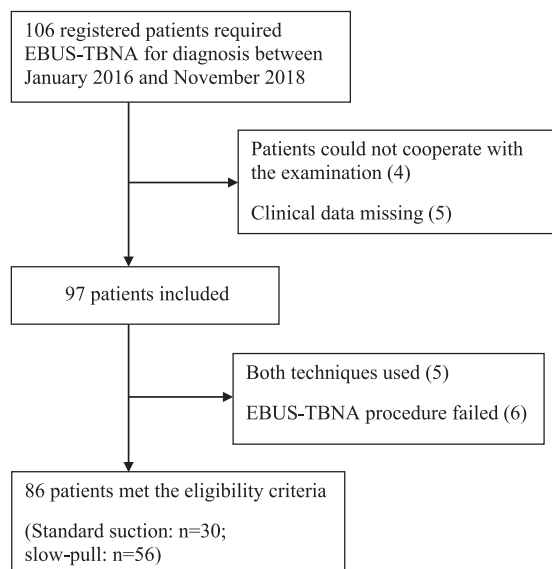 106 registered patients required
EBUS-TBNA for diagnosis between
January 2016 and November 2018
Patients could not cooperate with
the examination (4)
Clinical data missing (5)
97 patients included
Both techniques used (5)
EBUS-TBNA procedure failed (6)
86 patients met the eligibility criteria
(Standard suction: n=30;
slow-pull: n=56)